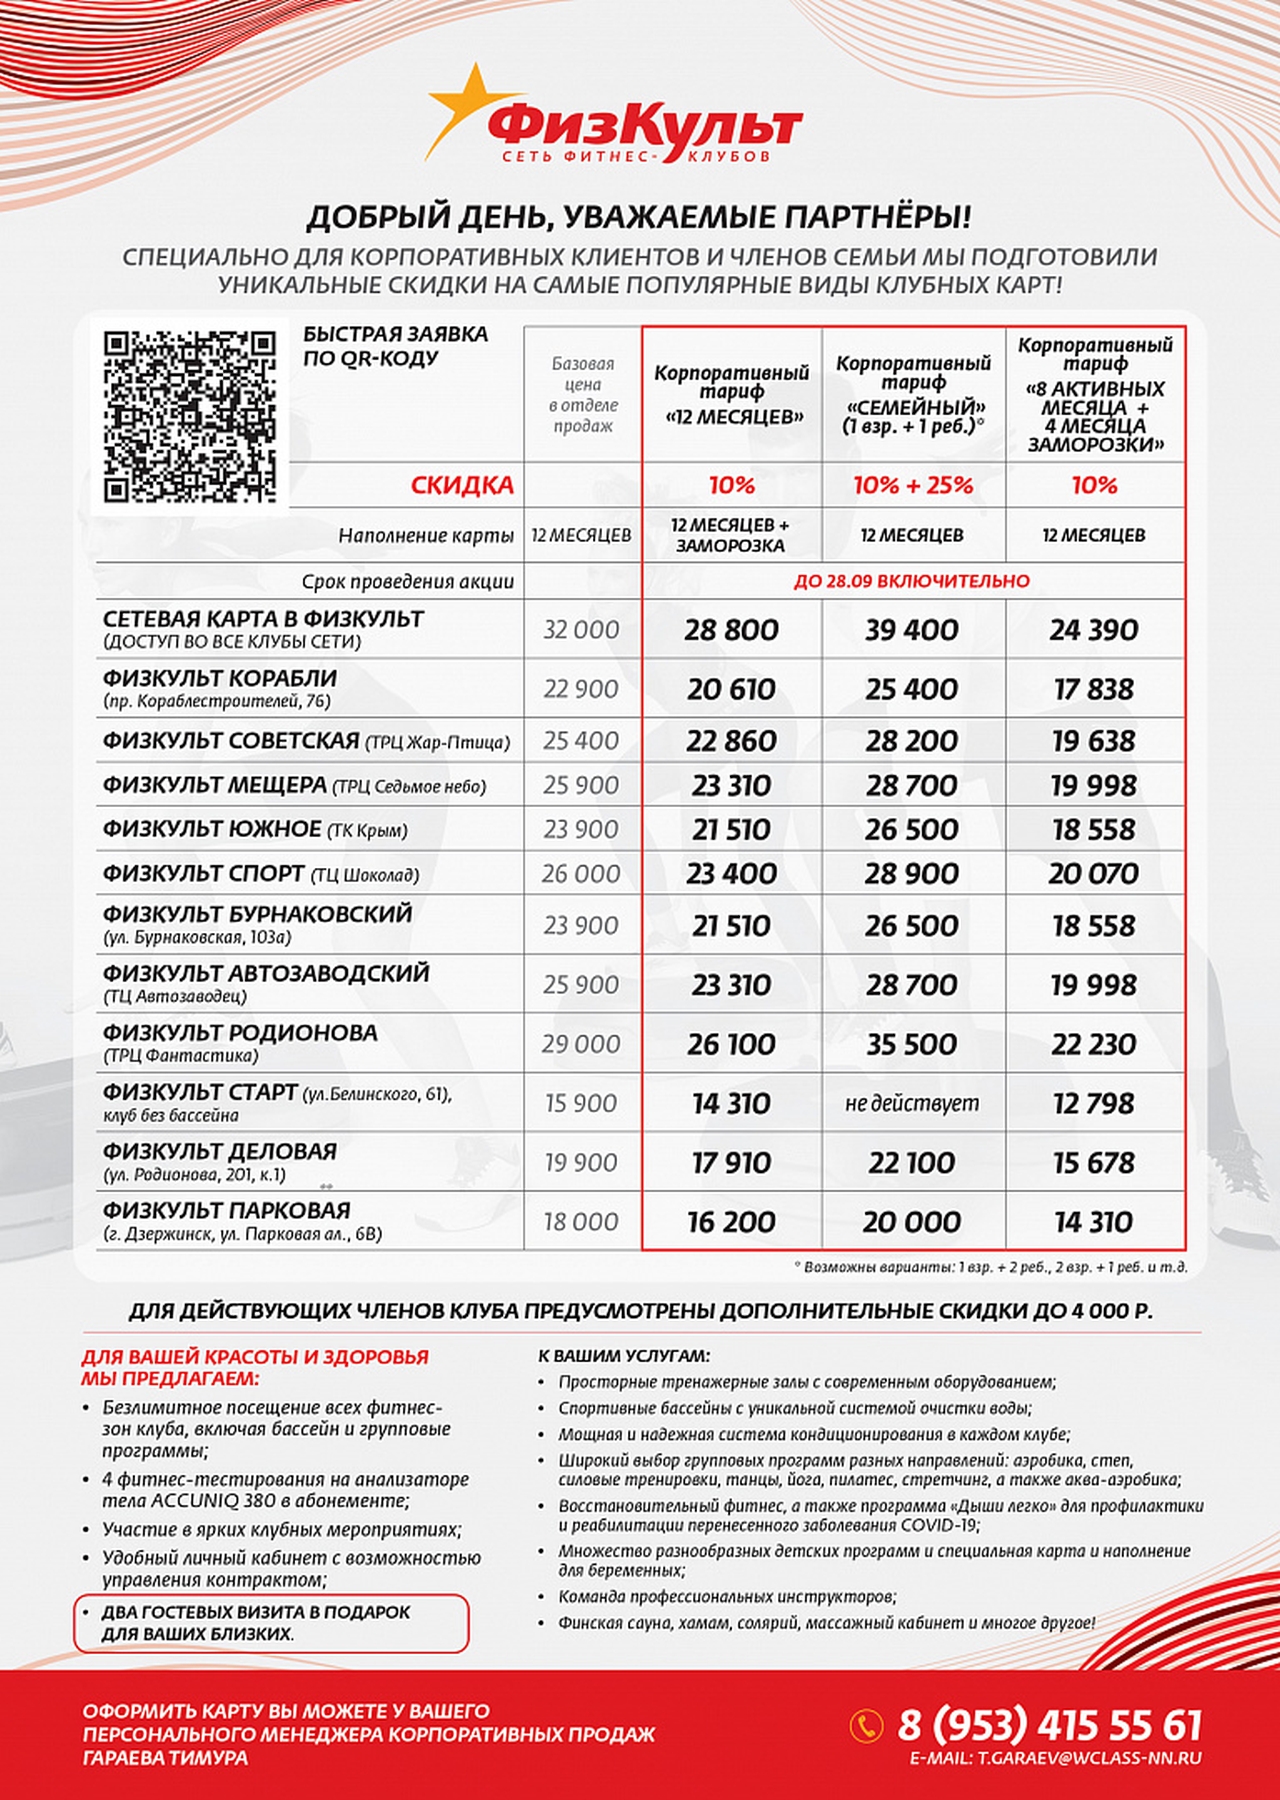 ФизКульт
СЕТЬ ФИТНЕС-КЛУБОВ
ДОБРЫЙ ДЕНЬ, УВАЖАЕМЫЕ ПАРТНЁРЫ!
СПЕЦИАЛЬНО ДЛЯ КОРПОРАТИВНЫХ КЛИЕНТОВ И ЧЛЕНОВ СЕМЬИ МЫ ПОДГОТОВИЛИ
УНИКАЛЬНЫЕ СКИДКИ НА САМЫЕ ПОПУЛЯРНЫЕ ВИДЫ КЛУБНЫХ КАРТ!
БЫСТРАЯ ЗАЯВКА
ПО QR-КОДУ
Базовая
цена
в отделе
продаж
Корпоративный
тариф
«12 МЕСЯЦЕВ»
Корпоративный
тариф
«СЕМЕЙНЫЙ»
(1 взр. + 1 реб.)*
Корпоративный
тариф
«8 АКТИВНЫХ
МЕСЯЦА +
4 МЕСЯЦА
ЗАМОРОЗКИ»
СКИДКА 10% 10% + 25% 10%
Наполнение карты 12 МЕСЯЦЕВ 12 МЕСЯЦЕВ +
ЗАМОРОЗКА 12 МЕСЯЦЕВ 12 МЕСЯЦЕВ
Срок проведения акции ДО 28.09 ВКЛЮЧИТЕЛЬНО
СЕТЕВАЯ КАРТА В ФИЗКУЛЬТ
(ДОСТУП ВО ВСЕ КЛУБЫ СЕТИ) 32 000 28 800 39 400 24 390
ФИЗКУЛЬТ КОРАБЛИ
(пр. Кораблестроителей, 76) 22 900 20 610 25 400 17 838
ФИЗКУЛЬТ СОВЕТСКАЯ (ТРЦ Жар-Птица) 25 400 22 860 28 200 19 638
ФИЗКУЛЬТ МЕЩЕРА (ТРЦ Седьмое небо) 25 900 23 310 28 700 19 998
ФИЗКУЛЬТ ЮЖНОЕ (ТК Крым) 23 900 21 510 26 500 18 558
ФИЗКУЛЬТ СПОРТ (ТЦ Шоколад) 26 000 23 400 28 900 20 070
ФИЗКУЛЬТ БУРНАКОВСКИЙ
(ул. Бурнаковская, 103а) 23 900 21 510 26 500 18 558
ФИЗКУЛЬТ АВТОЗАВОДСКИЙ
(ТЦ Автозаводец) 25 900 23 310 28 700 19 998
ФИЗКУЛЬТ РОДИОНОВА
(ТРЦ Фантастика) 29 000 26 100 35 500 22 230
ФИЗКУЛЬТ СТАРТ (ул.Белинского, 61),
клуб без бассейна 15 900 14 310 не действует 12 798
ФИЗКУЛЬТ ДЕЛОВАЯ
(ул. Родионова, 201, к.1) 19 900 17 910 22 100 15 678
**
ФИЗКУЛЬТ ПАРКОВАЯ
(г. Дзержинск, ул. Парковая ал., 6В) 18 000 16 200 20 000 14 310
* Возможны варианты: 1 взр. + 2 реб., 2 взр. + 1 реб. и т.д.
ДЛЯ ДЕЙСТВУЮЩИХ ЧЛЕНОВ КЛУБА ПРЕДУСМОТРЕНЫ ДОПОЛНИТЕЛЬНЫЕ СКИДКИ ДО 4 000 Р.
ДЛЯ ВАШЕЙ КРАСОТЫ И ЗДОРОВЬЯ
МЫ ПРЕДЛАГАЕМ:
• Безлимитное посещение всех фитнес-
зон клуба, включая бассейн и групповые
программы;
• 4 фитнес-тестирования на анализаторе
тела ACCUNIQ 380 в абонементе;
• Участие в ярких клубных мероприятиях;
• Удобный личный кабинет с возможностью
управления контрактом;
• ДВА ГОСТЕВЫХ ВИЗИТА В ПОДАРОК
ДЛЯ ВАШИХ БЛИЗКИХ.
К ВАШИМ УСЛУГАМ:
• Просторные тренажерные залы с современным оборудованием;
• Спортивные бассейны с уникальной системой очистки воды;
• Мощная и надежная система кондиционирования в каждом клубе;
• Широкий выбор групповых программ разных направлений: аэробика, степ,
силовые тренировки, танцы, йога, пилатес, стретчинг, а также аква-аэробика;
• Восстановительный фитнес, а также программа «Дыши легко» для профилактики
и реабилитации перенесенного заболевания COVID-19;
• Множество разнообразных детских программ и специальная карта и наполнение
для беременных;
• Команда профессиональных инструкторов;
• Финская сауна, хамам, солярий, массажный кабинет и многое другое!
ОФОРМИТЬ КАРТУ ВЫ МОЖЕТЕ У ВАШЕГО
ПЕРСОНАЛЬНОГО МЕНЕДЖЕРА КОРПОРАТИВНЫХ ПРОДАЖ
ГАРАЕВА ТИМУРА
8 (953) 415 55 61
E-MAIL: T.GARAEV@WCLASS-NN.RU